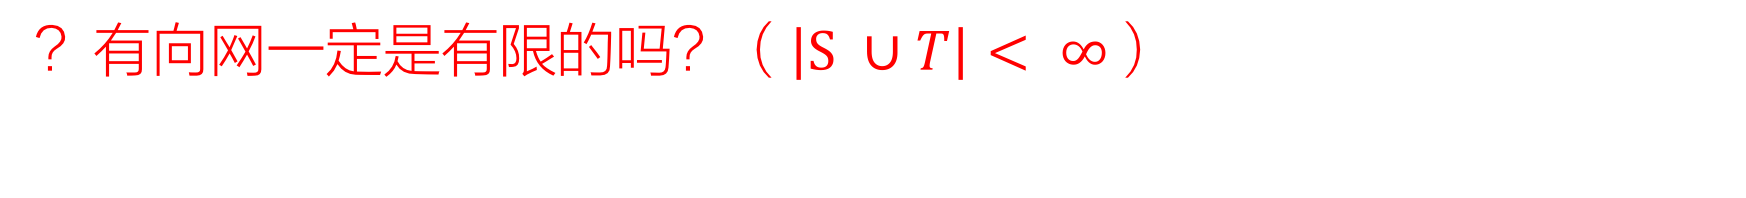 ？有向网一定是有限的吗?（ |S ∪ T| < ∞ ）